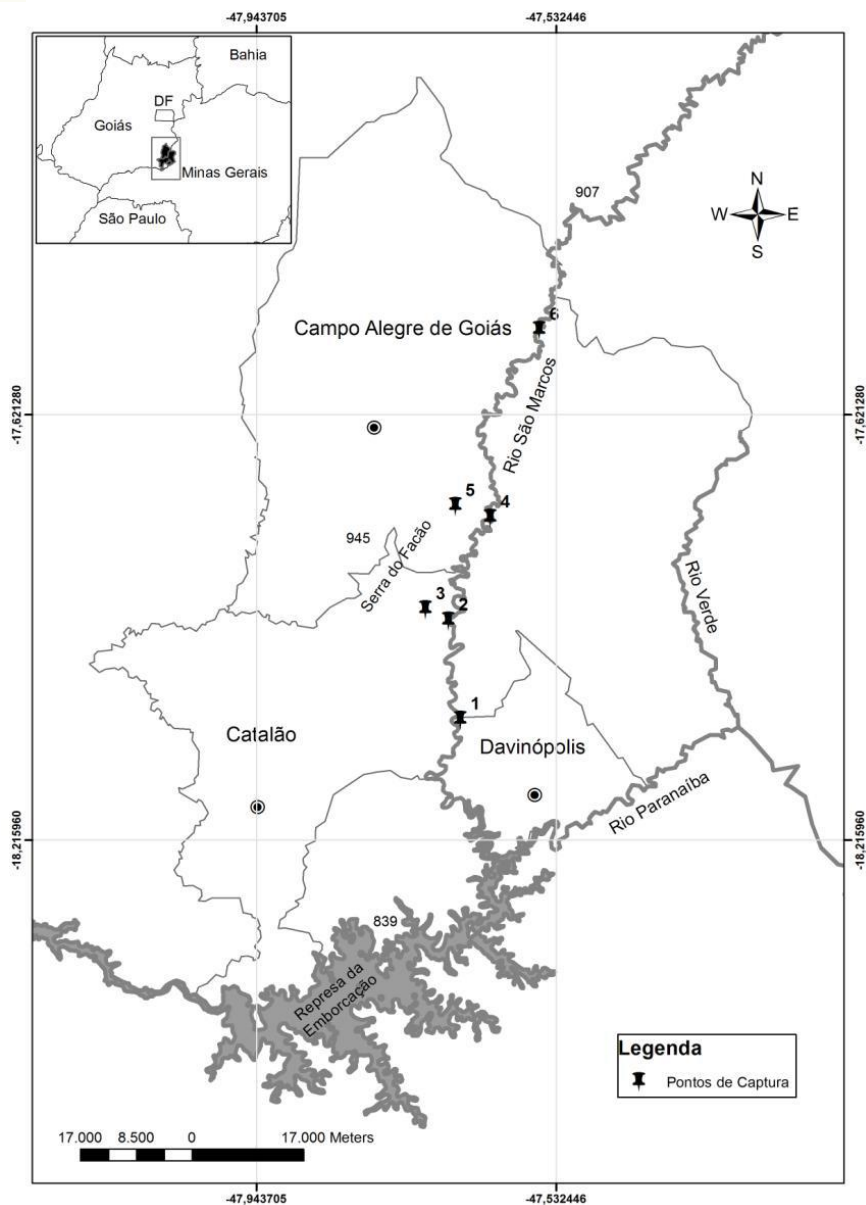 -47,943705
-47,532446
Bahia
DF
Goiás
Minas Gerais
São Paulo
907
N
W
E
S
6
Campo Alegre de Goiás
Rio São Marcos
-17,621280
-17,621280
5
4
945
Serra do Facão
3
2
Rio Verde
1
Catalão
Davinópolis
Rio Paranaíba
-18,215960
-18,215960
839
Represa da
Emborcação
Legenda
Pontos de Captura
17.000 8.500 0 17.000 Meters
-47,943705
-47,532446